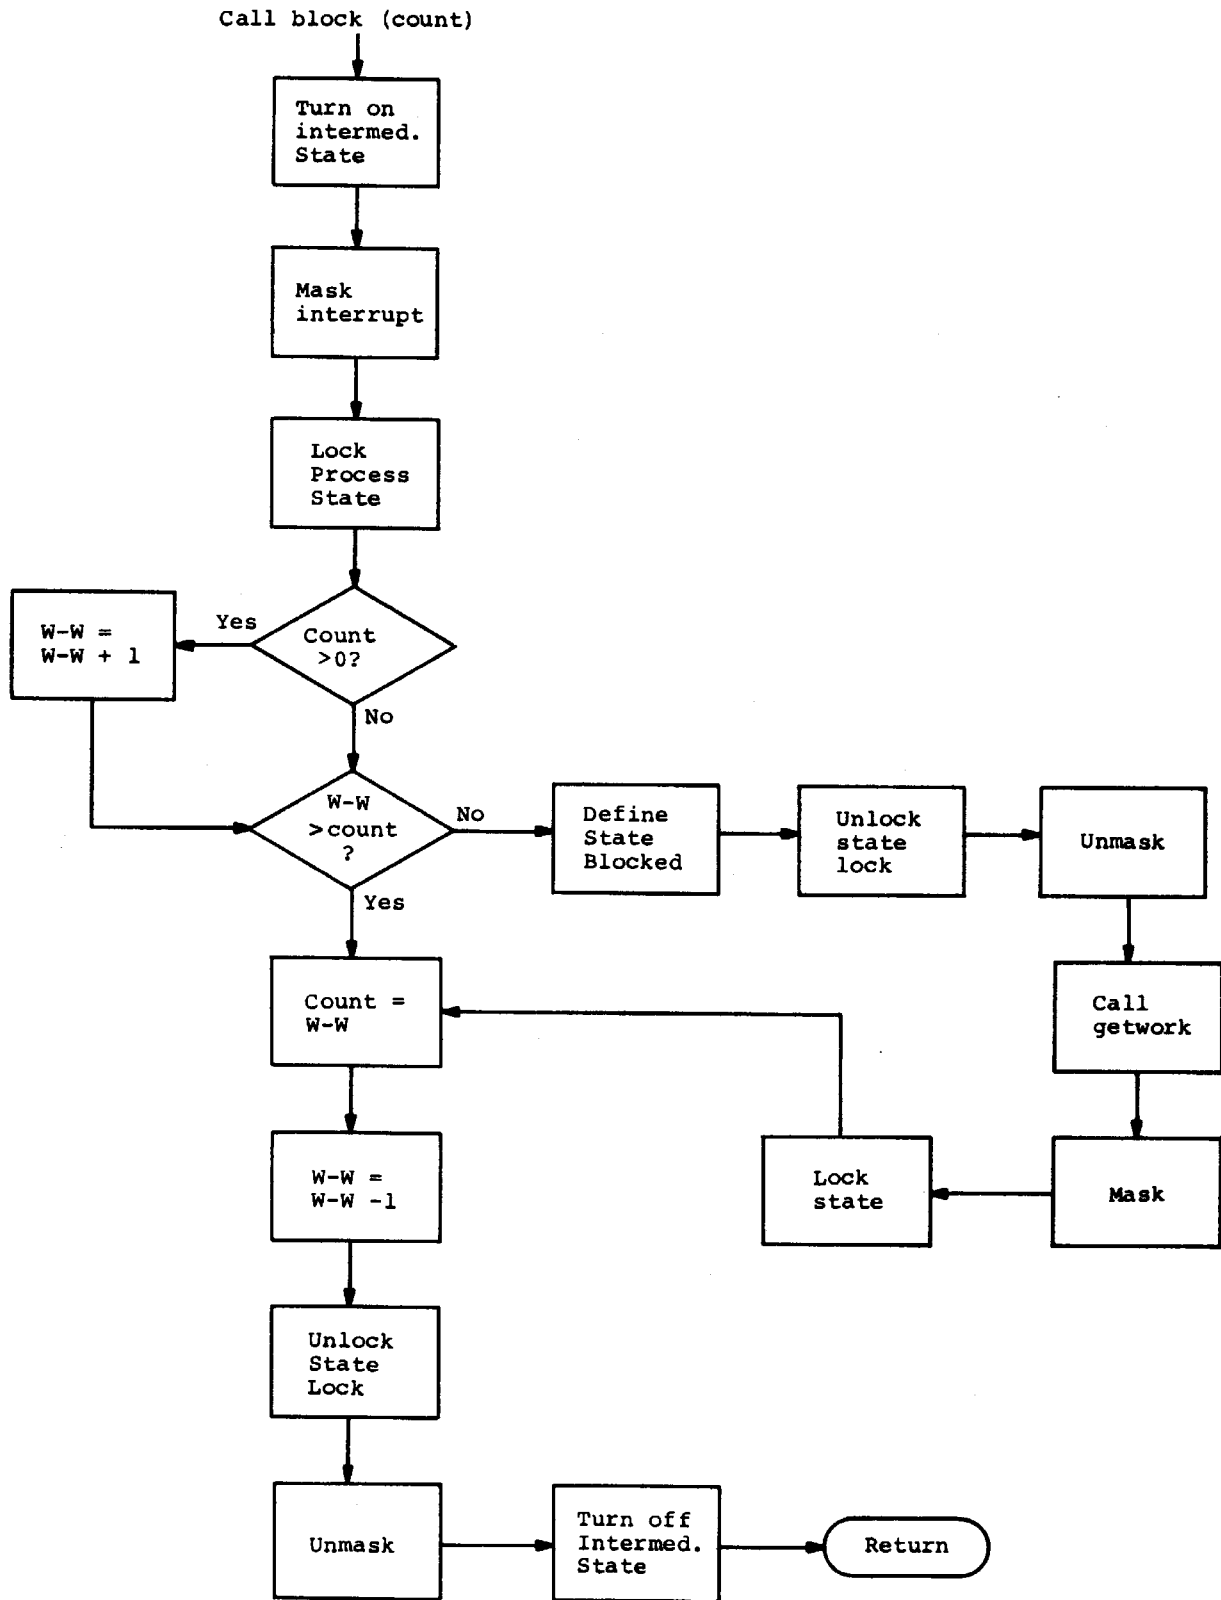 Call block (count)
Turn on
intermed.
State
Mask
interrupt
Lock
Process
State
Count
>0?
Yes
No
W-W =
W-W + 1
W-W
>count
?
No
Yes
Define
State
Blocked
Unlock
state
lock
Unmask
Call
getwork
Mask
Lock
state
Count =
W-W
W-W =
W-W -1
Unlock
State
Lock
Unmask
Turn off
Intermed.
State
Return